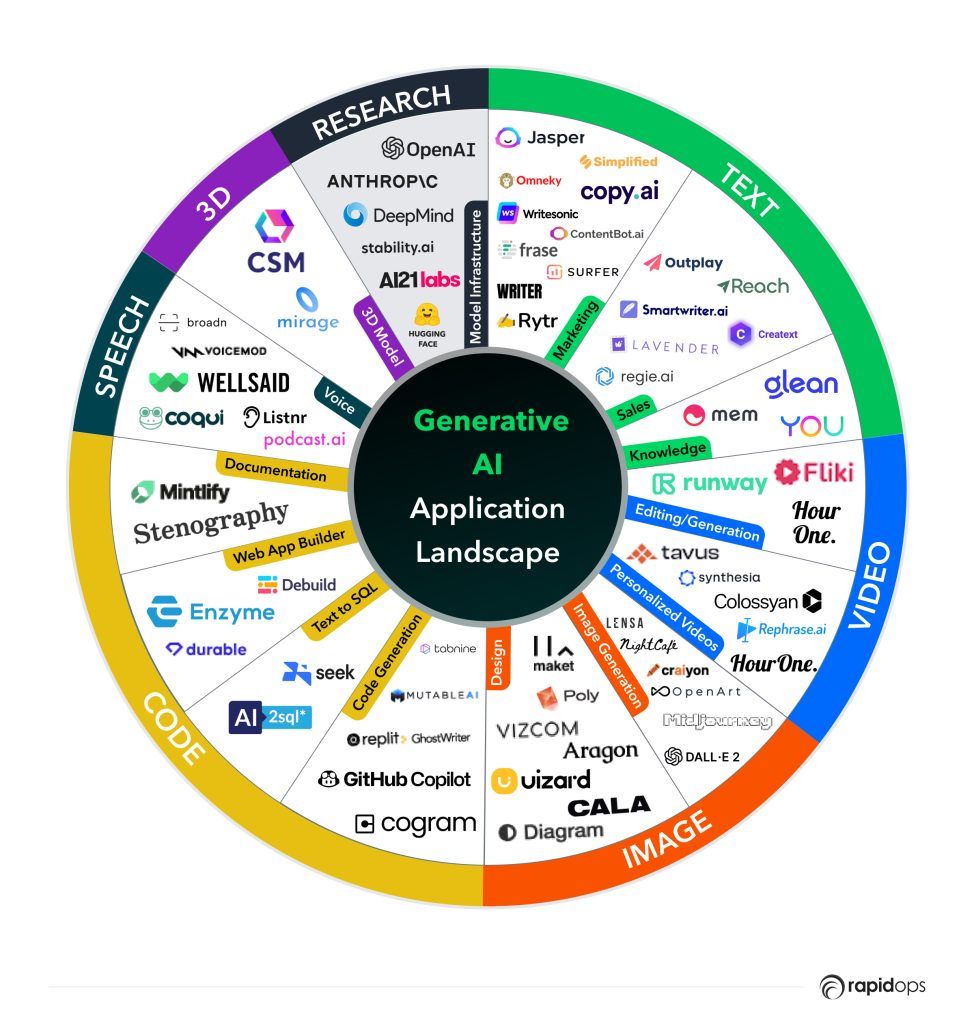 Generative
AI
Application
Landscape
RESEARCH
Model Infrastructure
OpenAI
ANTHROP\C
DeepMind
stability.ai
AI21labs
HUGGING
FACE
TEXT
Marketing
Jasper
Simplified
Omneky
copy.ai
WS
Writesonic
ContentBot.ai
frase
SURFER
WRITER
Rytr
Sales
Outplay
Reach
Smartwriter.ai
C
Creatext
LAVENDER
regie.ai
Knowledge
glean
mem
YOU
VIDEO
Editing/Generation
runway
Fliki
Hour
One.
Personalized Videos
tavus
synthesia
Colossyan
Rephrase.ai
HourOne.
IMAGE
Image Generation
LENSA
NightCafé
craiyon
OpenArt
Midjourney
DALL·E 2
Design
maket
Poly
VIZCOM
Aragon
uizard
CALA
Diagram
CODE
Code Generation
tabnine
MUTABLEAI
replit
GhostWriter
GitHub Copilot
cogram
Text to SQL
seek
AI
2sql*
Web App Builder
Debuild
Enzyme
durable
Documentation
Mintlify
Stenography
SPEECH
Voice
broadn
VOICEMOD
WELLSAID
coqui
Listnr
podcast.ai
3D
3D Model
CSM
mirage
rapidops